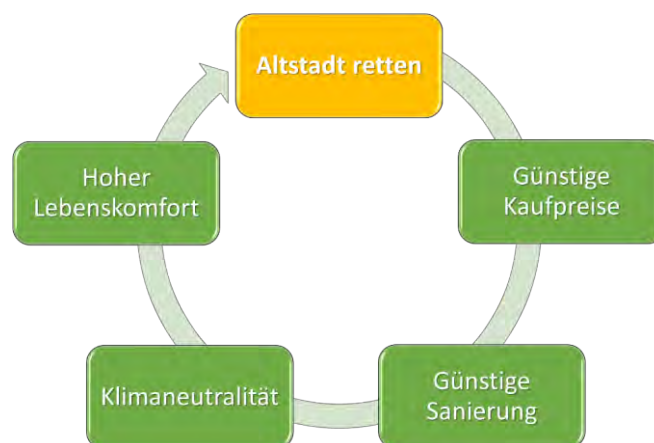 Altstadt retten
Günstige
Kaufpreise
Günstige
Sanierung
Klimaneutralität
Hoher
Lebenskomfort